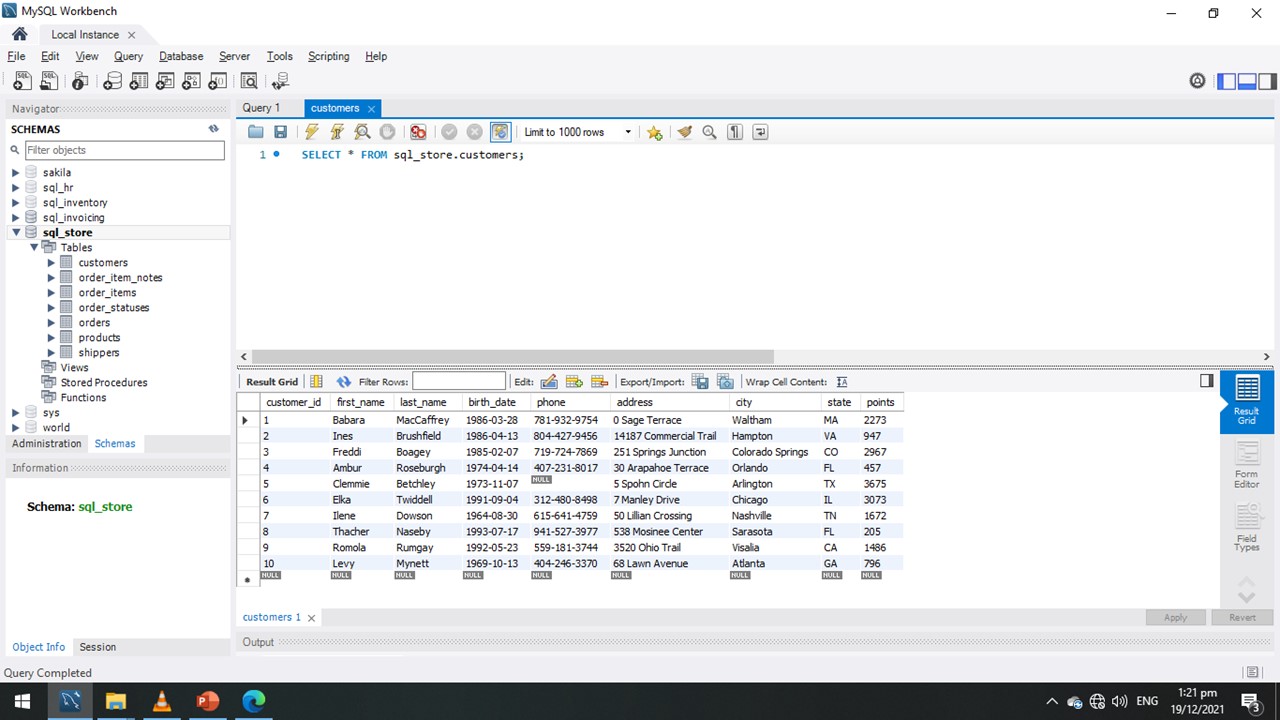 MySQL Workbench
Local Instance
File Edit View Query Database Server Tools Scripting Help
Navigator
SCHEMAS
Filter objects
sakila
sql_hr
sql_inventory
sql_invoicing
sql_store
Tables
customers
order_item_notes
order_items
order_statuses
orders
products
shippers
Views
Stored Procedures
Functions
sys
world
Administration Schemas
Information
Schema: sql_store
Object Info Session
Query 1 customers
Limit to 1000 rows
1 SELECT * FROM sql_store.customers;
Result Grid Filter Rows: Edit: Export/Import: Wrap Cell Content:
customer_id first_name last_name birth_date phone address city state points
1 Babara MacCaffrey 1986-03-28 781-932-9754 0 Sage Terrace Waltham MA 2273
2 Ines Brushfield 1986-04-13 804-427-9456 14187 Commercial Trail Hampton VA 947
3 Freddi Boagey 1985-02-07 719-724-7869 251 Springs Junction Colorado Springs CO 2967
4 Ambur Roseburgh 1974-04-14 407-231-8017 30 Arapahoe Terrace Orlando FL 457
5 Clemmie Betchley 1973-11-07 NULL 5 Spohn Circle Arlington TX 3675
6 Elka Twiddell 1991-09-04 312-480-8498 7 Manley Drive Chicago IL 3073
7 Ilene Dowson 1964-08-30 615-641-4759 50 Lillian Crossing Nashville TN 1672
8 Thacher Naseby 1993-07-17 941-527-3977 538 Mosinee Center Sarasota FL 205
9 Romola Rumgay 1992-05-23 559-181-3744 3520 Ohio Trail Visalia CA 1486
10 Levy Mynett 1969-10-13 404-246-3370 68 Lawn Avenue Atlanta GA 796
NULL NULL NULL NULL NULL NULL NULL NULL NULL
Result
Grid
Form
Editor
Field
Types
customers 1
Apply Revert
Output
Query Completed
ENG
1:21 pm
19/12/2021
3